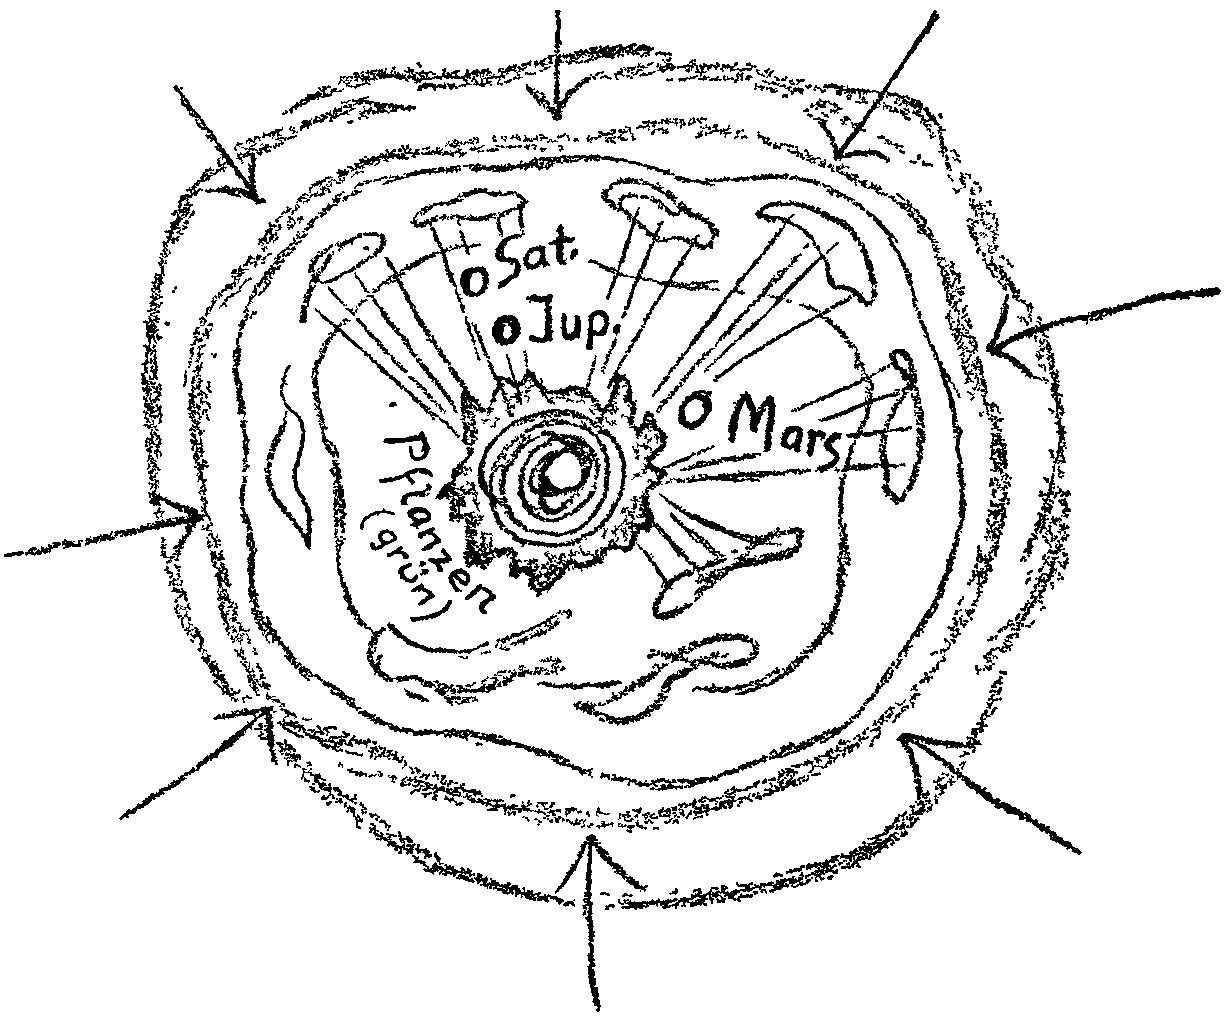 Sat.
Jup.
Mars
Pflanzen
(grün)